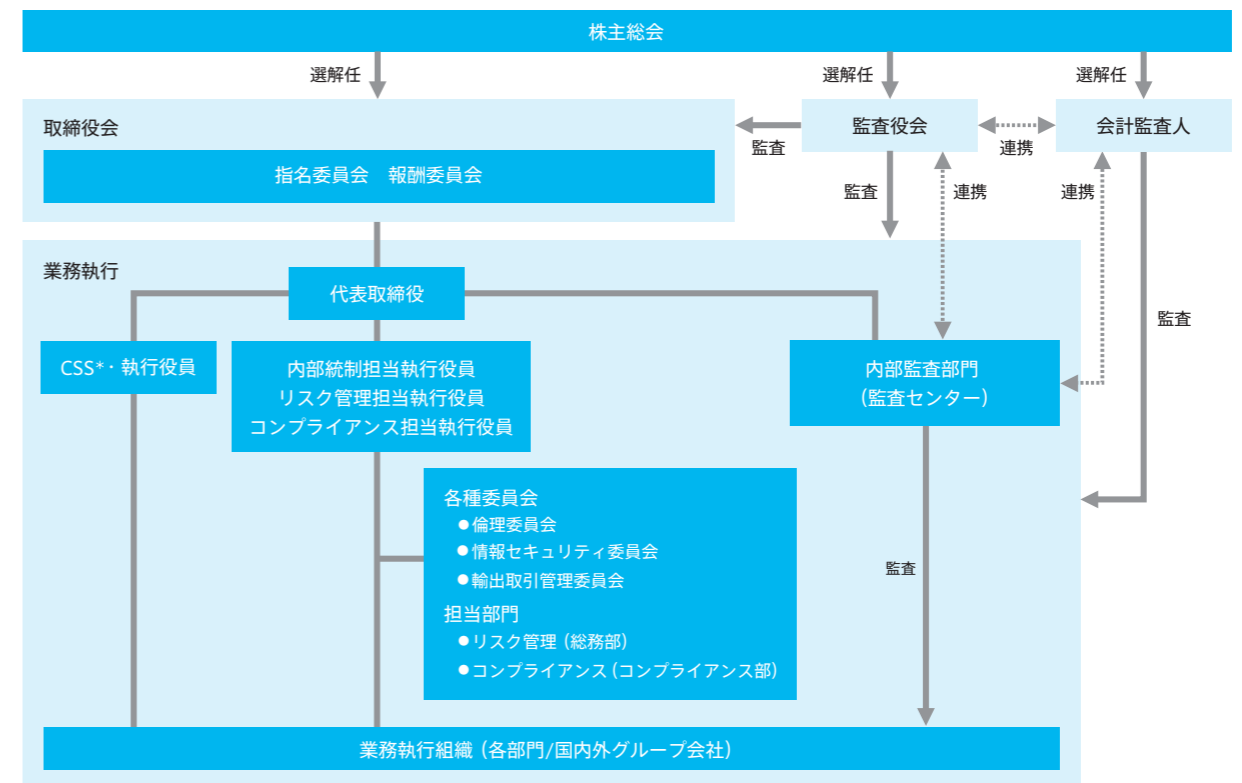 株主総会
選解任
選解任
選解任
取締役会
指名委員会 報酬委員会
監査
監査役会
連携
会計監査人
監査
連携
連携
監査
業務執行
代表取締役
CSS*・執行役員
内部統制担当執行役員
リスク管理担当執行役員
コンプライアンス担当執行役員
内部監査部門
（監査センター）
各種委員会
●倫理委員会
●情報セキュリティ委員会
●輸出取引管理委員会
担当部門
●リスク管理（総務部）
●コンプライアンス（コンプライアンス部）
監査
業務執行組織（各部門/国内外グループ会社）